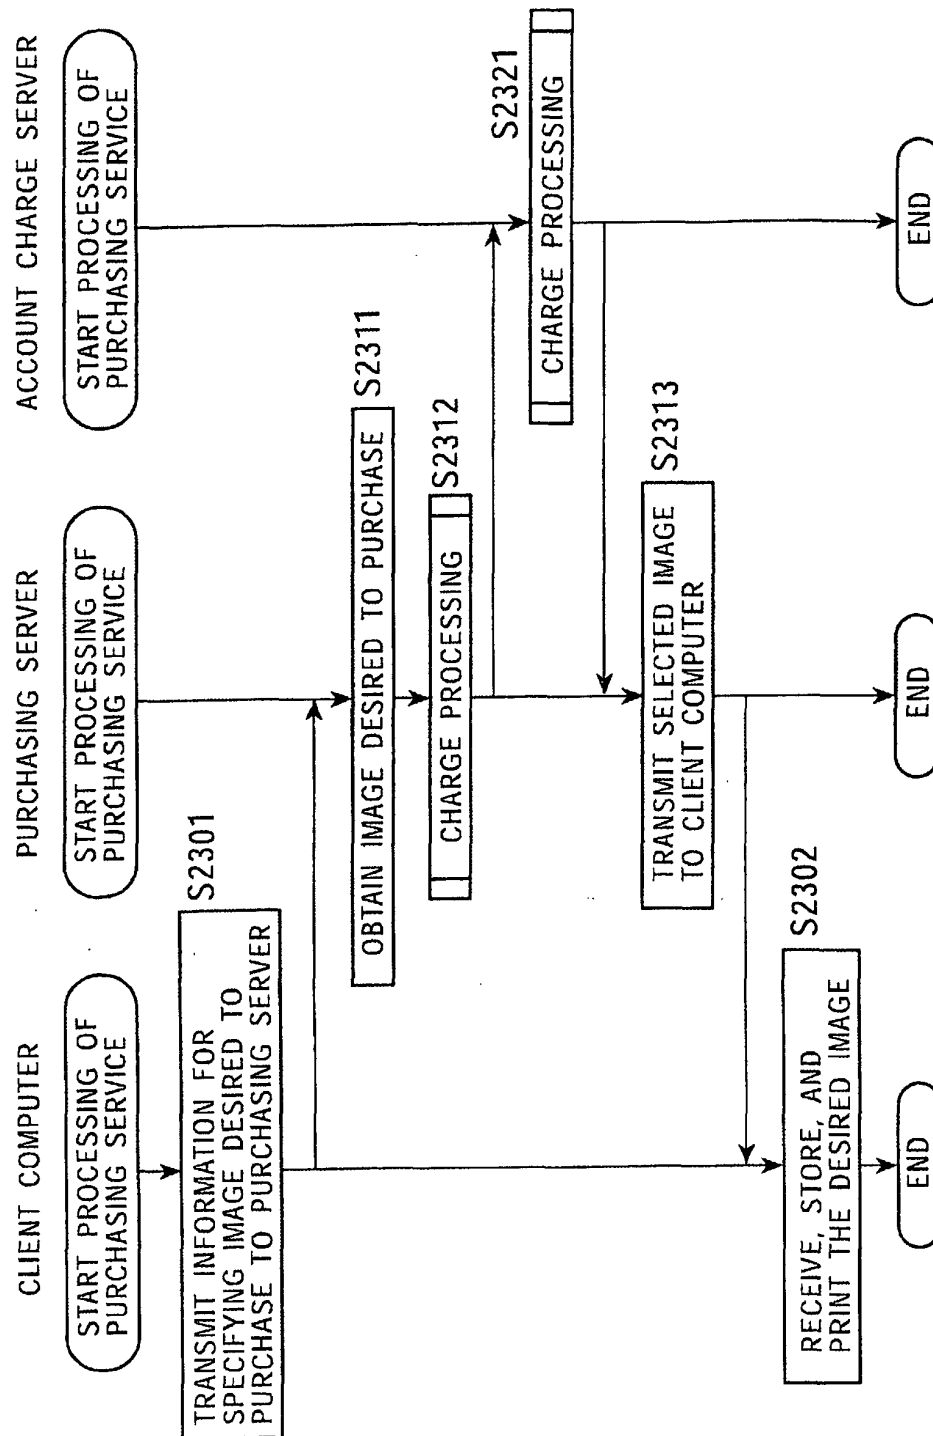 CLIENT COMPUTER
START PROCESSING OF
PURCHASING SERVICE
S2301
TRANSMIT INFORMATION FOR
SPECIFYING IMAGE DESIRED TO
PURCHASE TO PURCHASING SERVER
S2302
RECEIVE, STORE, AND
PRINT THE DESIRED IMAGE
END
PURCHASING SERVER
START PROCESSING OF
PURCHASING SERVICE
S2311
OBTAIN IMAGE DESIRED TO PURCHASE
S2312
CHARGE PROCESSING
S2313
TRANSMIT SELECTED IMAGE
TO CLIENT COMPUTER
END
ACCOUNT CHARGE SERVER
START PROCESSING OF
PURCHASING SERVICE
S2321
CHARGE PROCESSING
END